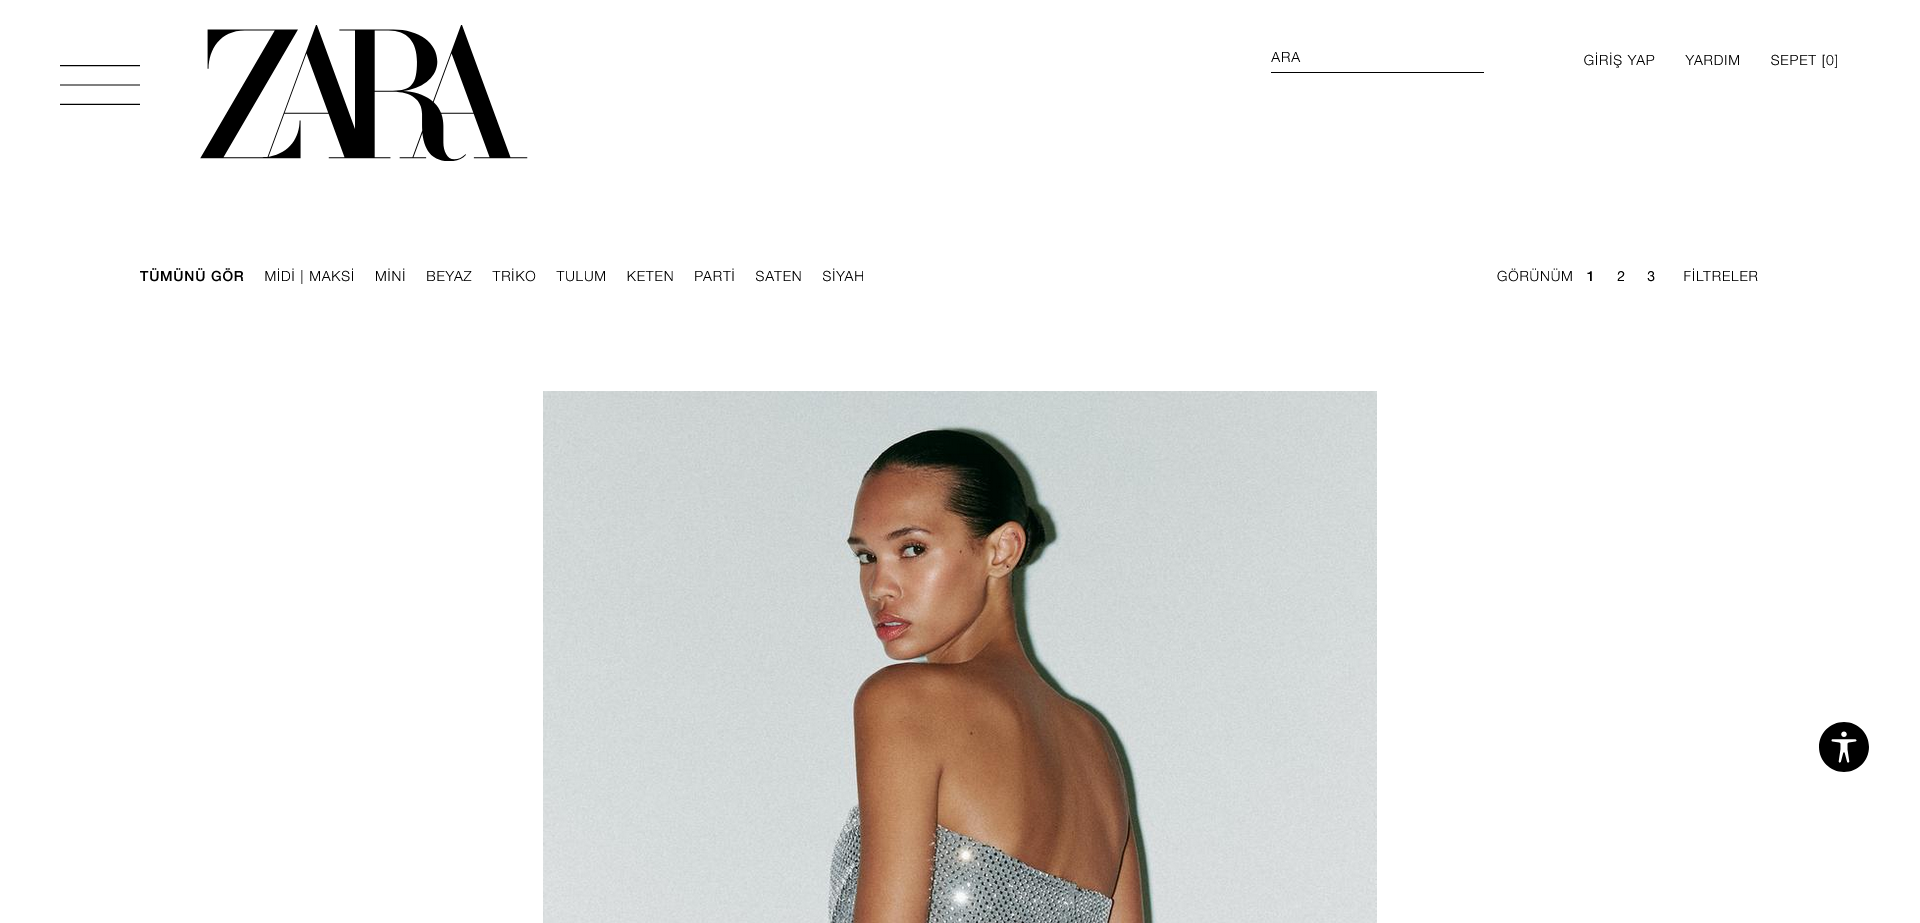 ZARA
ARA
GİRİŞ YAP
YARDIM
SEPET [0]
TÜMÜNÜ GÖR MİDİ | MAKSİ MİNİ BEYAZ TRİKO TULUM KETEN PARTİ SATEN SİYAH
GÖRÜNÜM 1 2 3 FİLTRELER